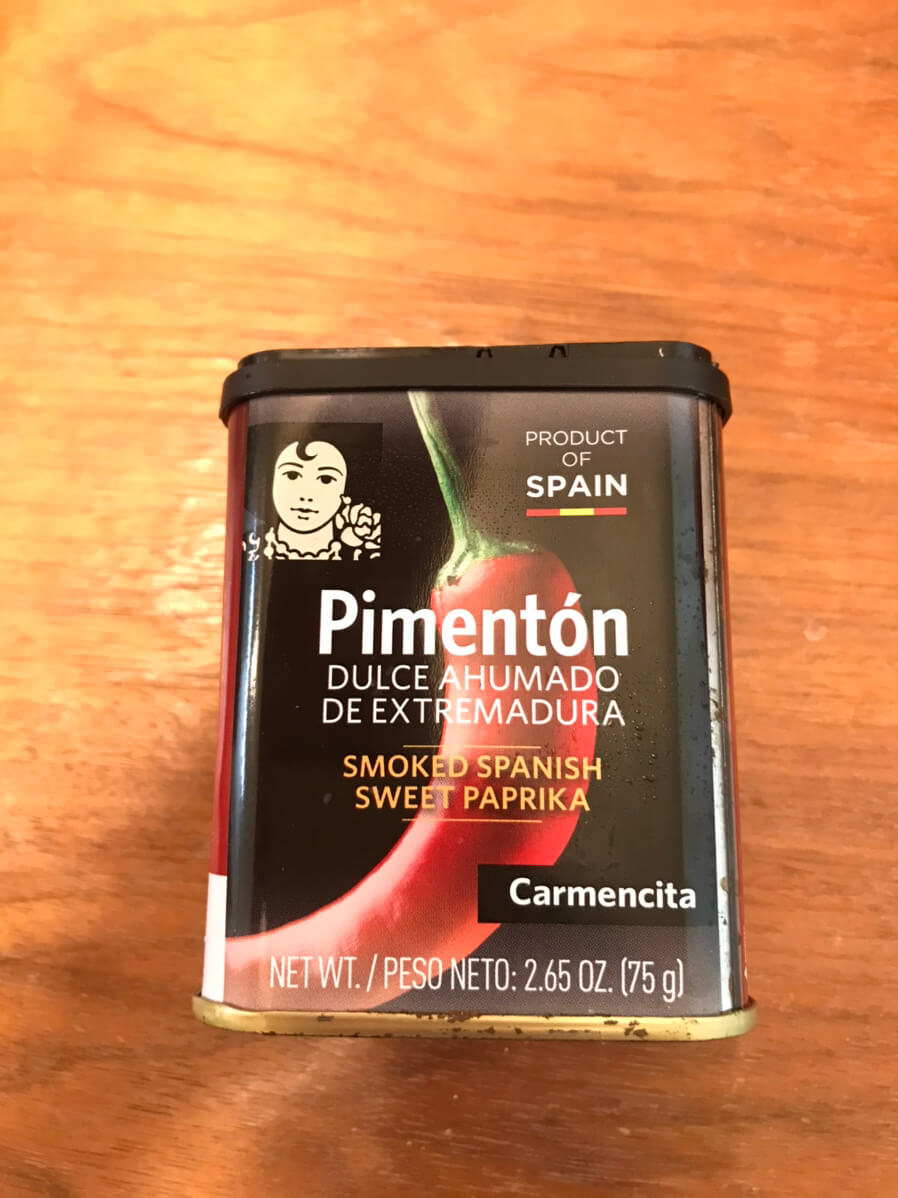 PRODUCT
OF
SPAIN
Pimentón
DULCE AHUMADO
DE EXTREMADURA
SMOKED SPANISH
SWEET PAPRIKA
Carmencita
NET WT. / PESO NETO: 2.65 OZ. (75 g)